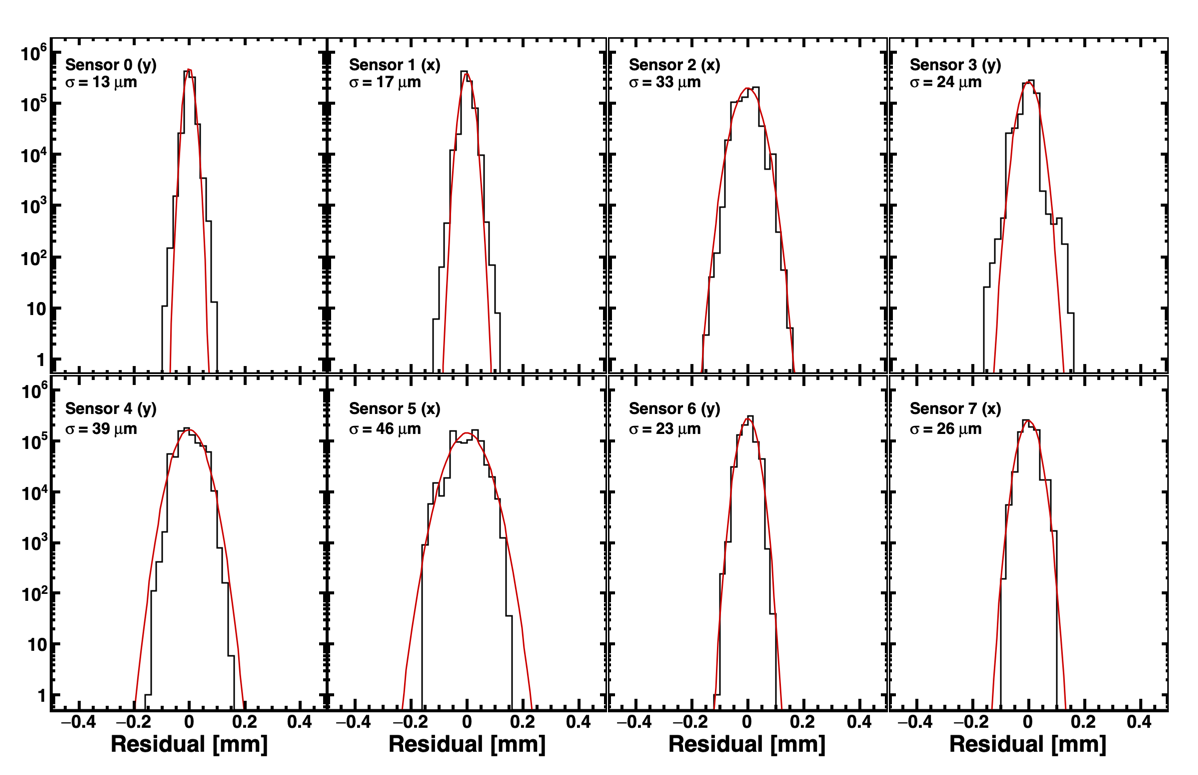 Sensor 0 (y)
σ = 13 μm
Sensor 1 (x)
σ = 17 μm
Sensor 2 (x)
σ = 33 μm
Sensor 3 (y)
σ = 24 μm
10⁶
10⁵
10⁴
10³
10²
10
1
Sensor 4 (y)
σ = 39 μm
Sensor 5 (x)
σ = 46 μm
Sensor 6 (y)
σ = 23 μm
Sensor 7 (x)
σ = 26 μm
10⁶
10⁵
10⁴
10³
10²
10
1
−0.4 −0.2 0 0.2 0.4
−0.4 −0.2 0 0.2 0.4
−0.4 −0.2 0 0.2 0.4
−0.4 −0.2 0 0.2 0.4
Residual [mm]
Residual [mm]
Residual [mm]
Residual [mm]